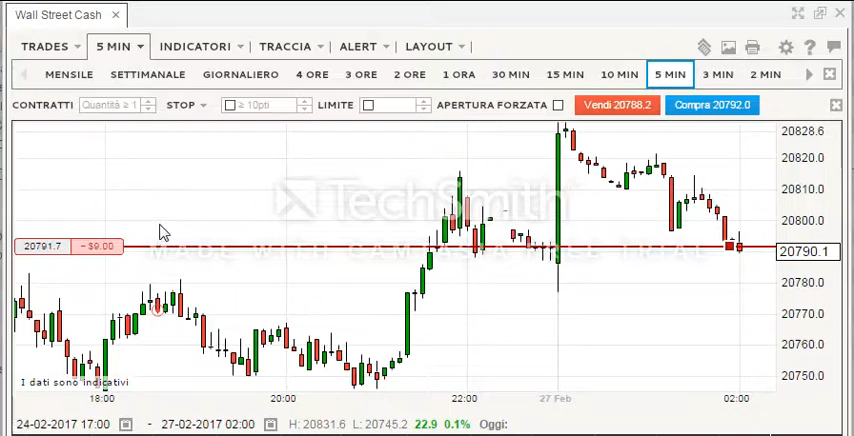 Wall Street Cash
TRADES 5 MIN INDICATORI TRACCIA ALERT LAYOUT
MENSILE SETTIMANALE GIORNALIERO 4 ORE 3 ORE 2 ORE 1 ORA 30 MIN 15 MIN 10 MIN 5 MIN 3 MIN 2 MIN
CONTRATTI Quantità ≥ 1 STOP ≥ 10pti LIMITE APERTURA FORZATA Vendi 20788.2 Compra 20792.0
20828.6
20820.0
20810.0
TechSmith
20800.0
20791.7 - $9.00
20790.1
20780.0
20770.0
20760.0
20750.0
I dati sono indicativi
18:00 20:00 22:00 27 Feb 02:00
24-02-2017 17:00 - 27-02-2017 02:00 H: 20831.6 L: 20745.2 22.9 0.1% Oggi: